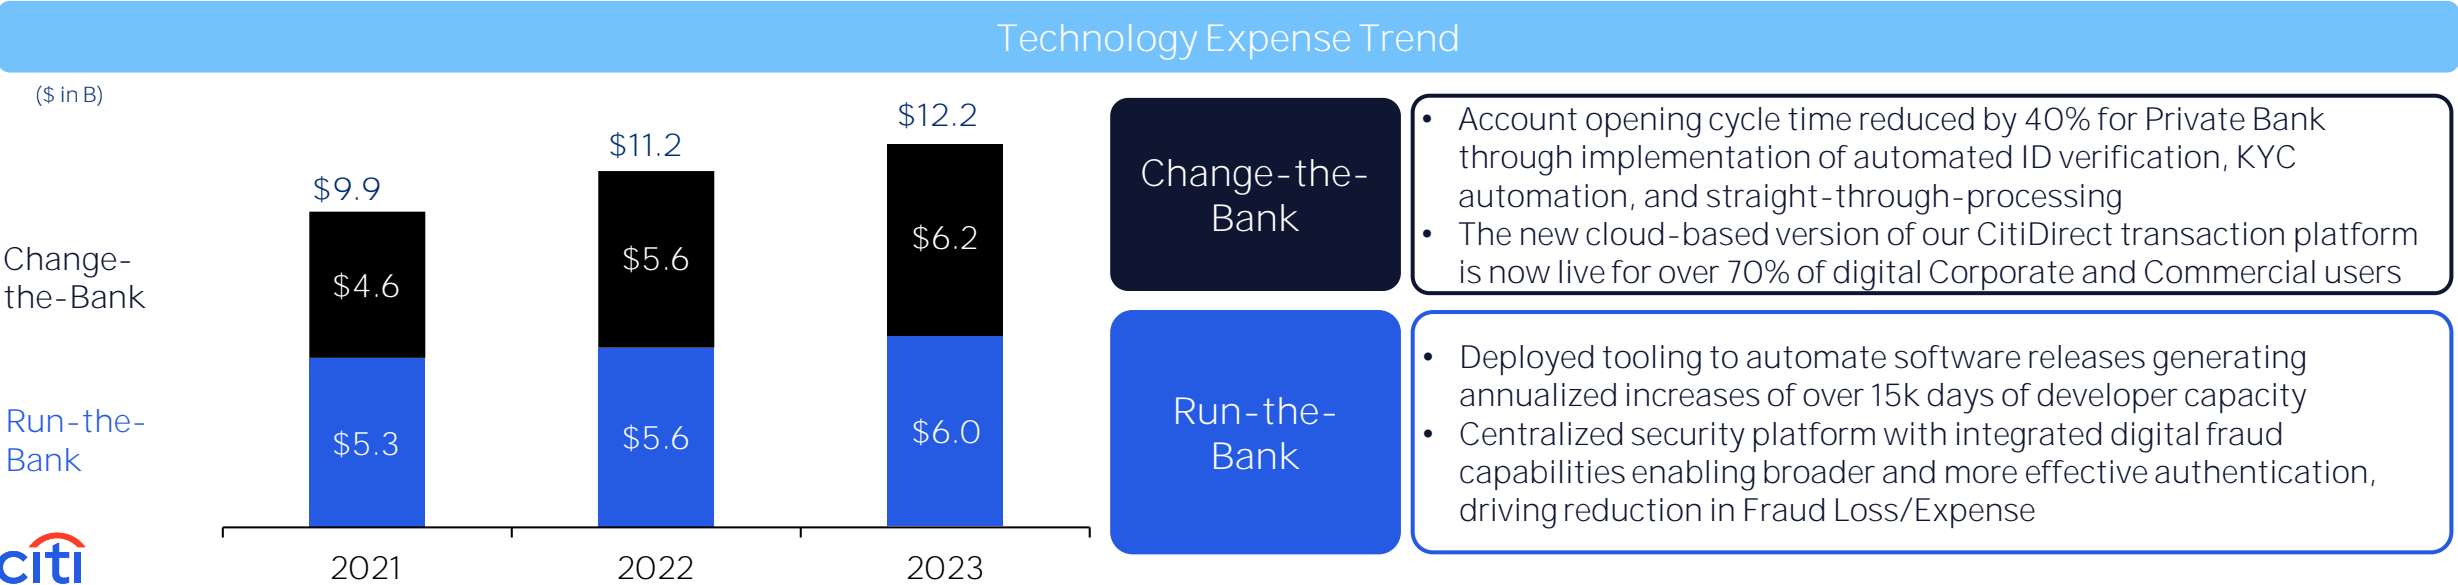 Technology Expense Trend
($ in B)
$9.9
$11.2
$12.2
Change-
the-Bank
$4.6
$5.6
$6.2
Run-the-
Bank
$5.3
$5.6
$6.0
2021
2022
2023
citi
Change-the-
Bank
• Account opening cycle time reduced by 40% for Private Bank
through implementation of automated ID verification, KYC
automation, and straight-through-processing
• The new cloud-based version of our CitiDirect transaction platform
is now live for over 70% of digital Corporate and Commercial users
Run-the-
Bank
• Deployed tooling to automate software releases generating
annualized increases of over 15k days of developer capacity
• Centralized security platform with integrated digital fraud
capabilities enabling broader and more effective authentication,
driving reduction in Fraud Loss/Expense